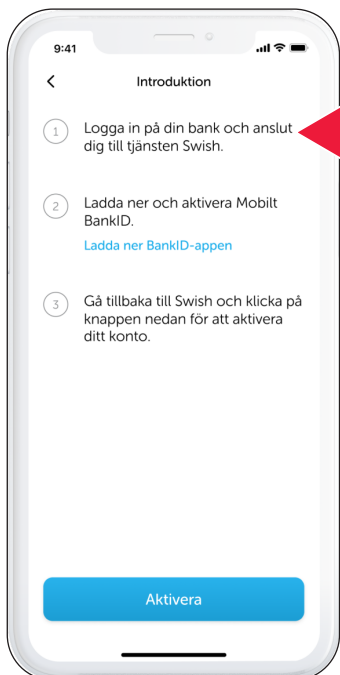 9:41
Introduktion
1 Logga in på din bank och anslut
dig till tjänsten Swish.
2 Ladda ner och aktivera Mobilt
BankID.
Ladda ner BankID-appen
3 Gå tillbaka till Swish och klicka på
knappen nedan för att aktivera
ditt konto.
Aktivera